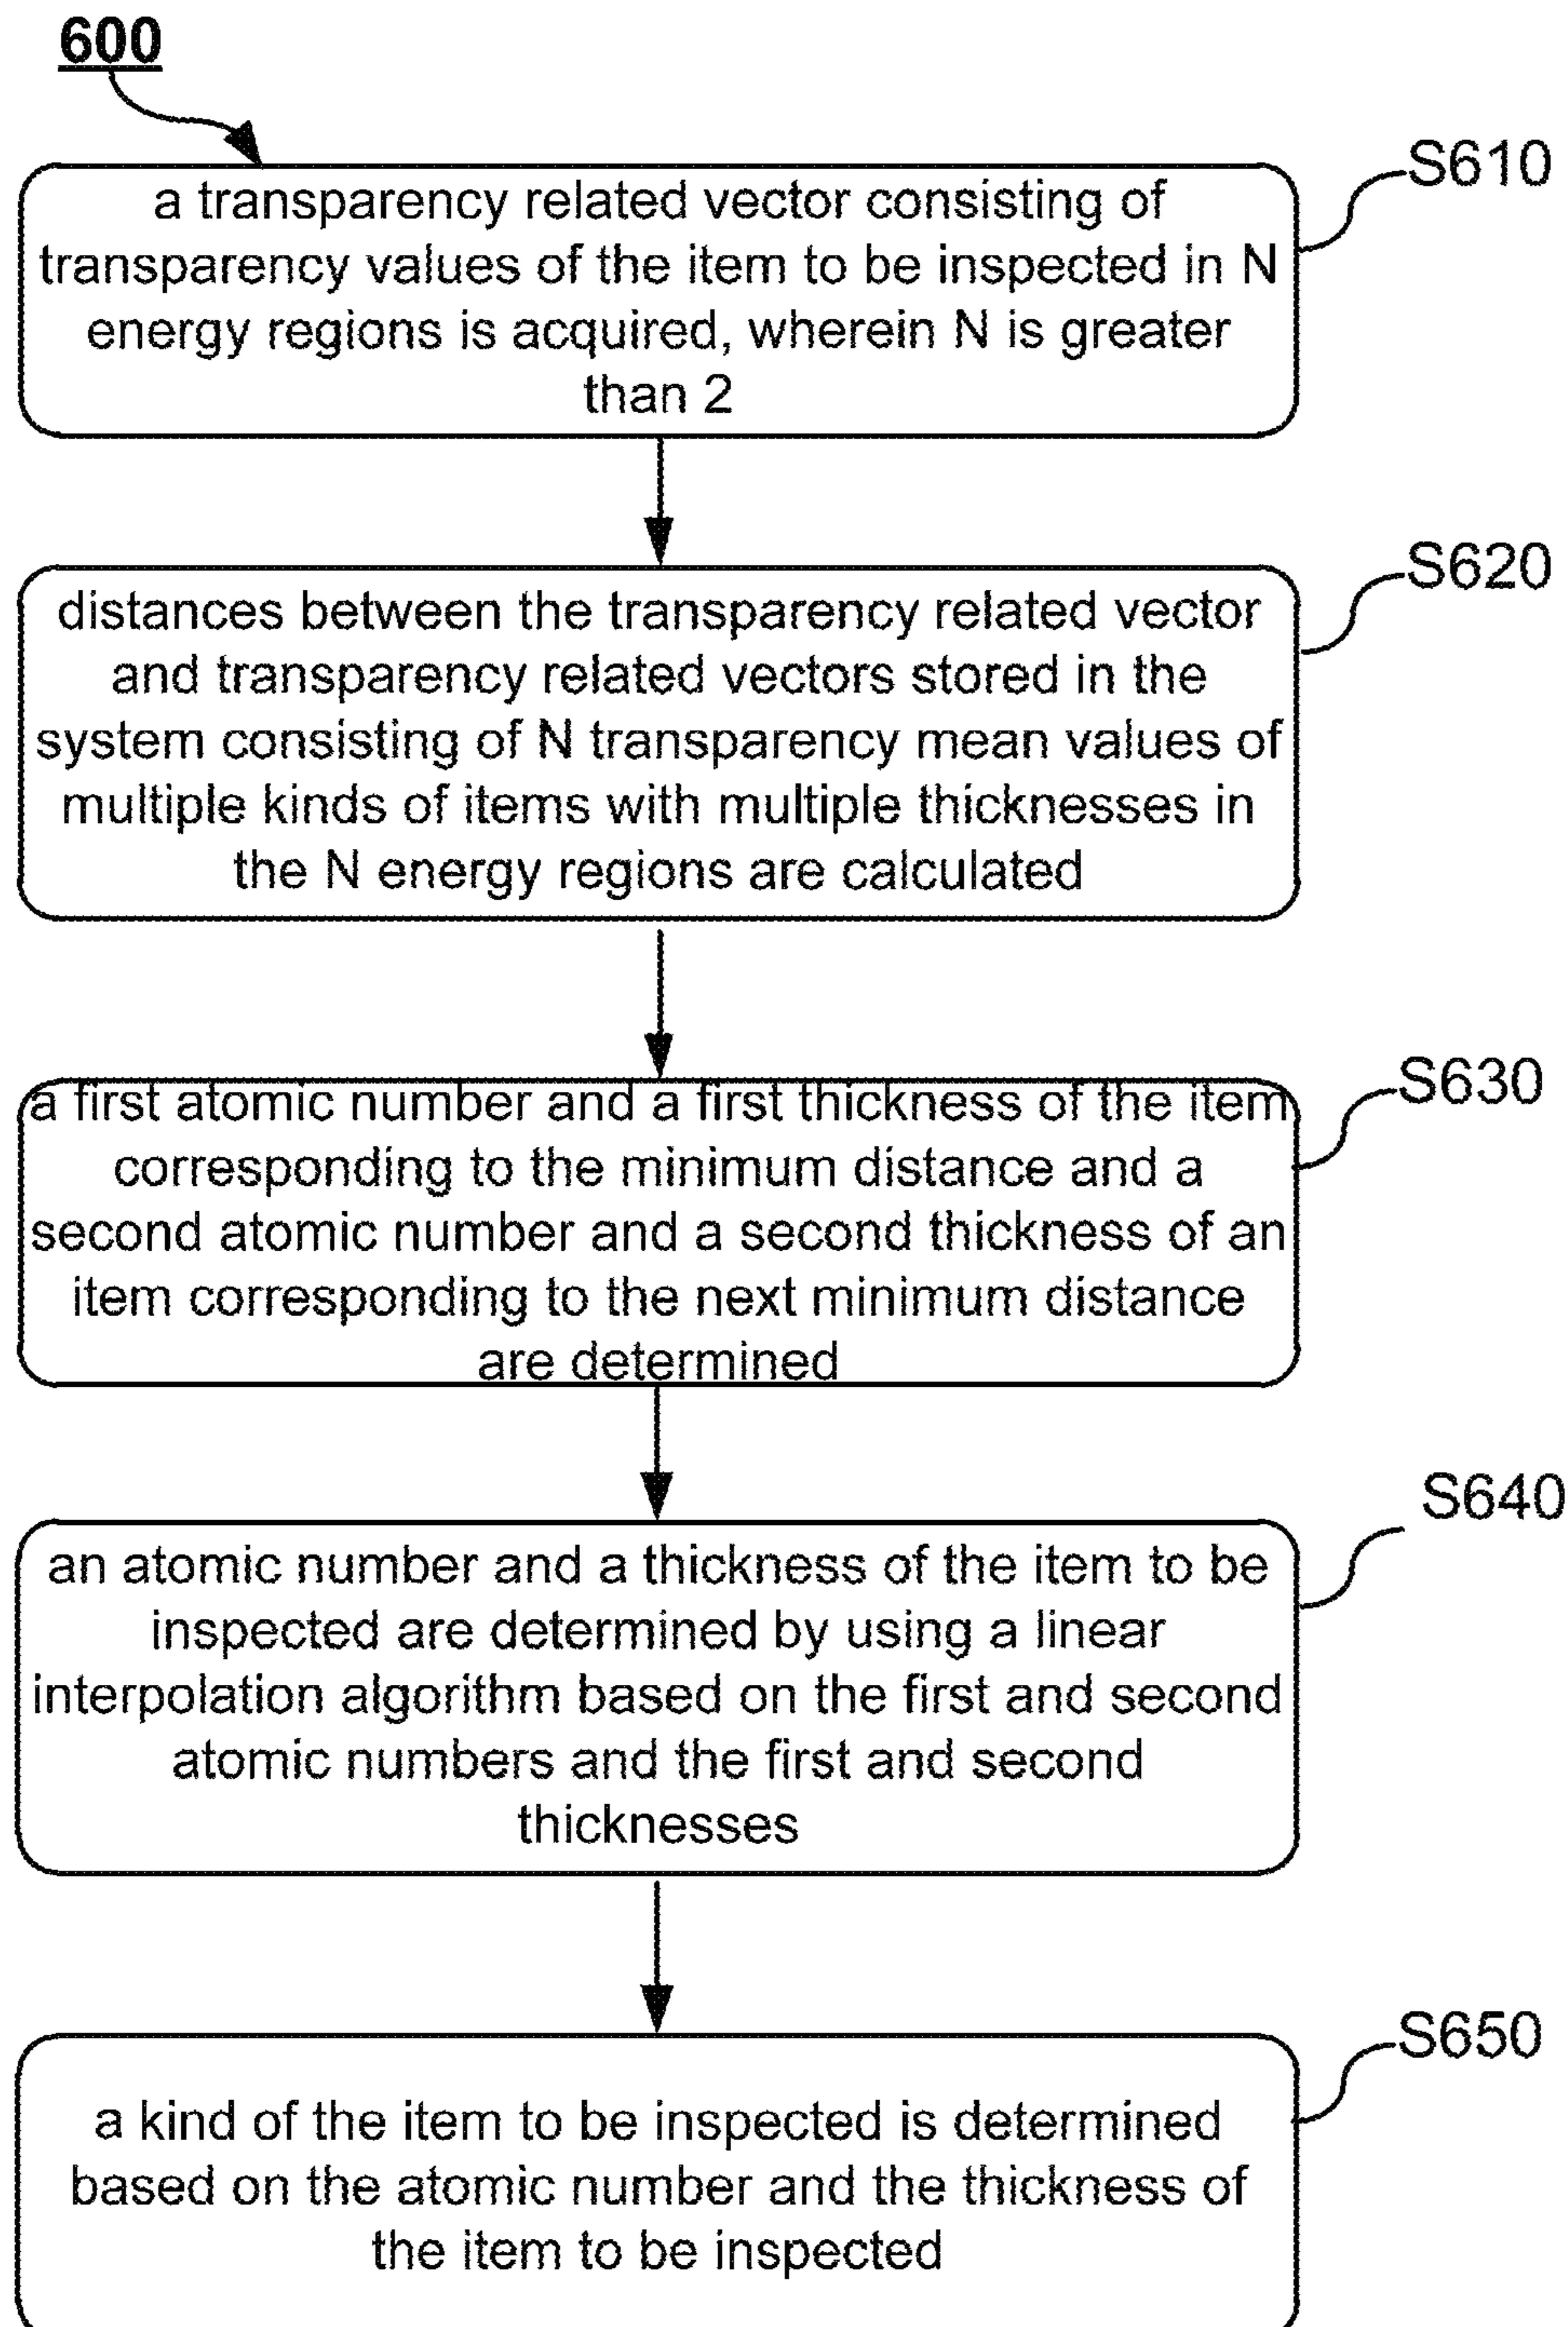 600
S610
a transparency related vector consisting of
transparency values of the item to be inspected in N
energy regions is acquired, wherein N is greater
than 2
S620
distances between the transparency related vector
and transparency related vectors stored in the
system consisting of N transparency mean values of
multiple kinds of items with multiple thicknesses in
the N energy regions are calculated
S630
a first atomic number and a first thickness of the item
corresponding to the minimum distance and a
second atomic number and a second thickness of an
item corresponding to the next minimum distance
are determined
S640
an atomic number and a thickness of the item to be
inspected are determined by using a linear
interpolation algorithm based on the first and second
atomic numbers and the first and second
thicknesses
S650
a kind of the item to be inspected is determined
based on the atomic number and the thickness of
the item to be inspected